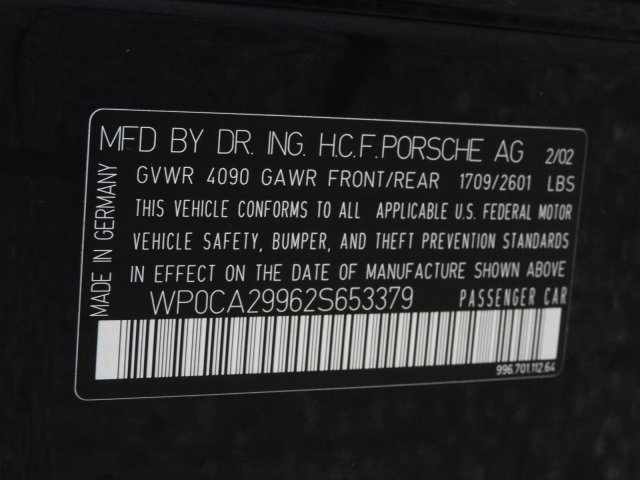 MFD BY DR. ING. H.C.F.PORSCHE AG 2/02
GVWR 4090 GAWR FRONT/REAR 1709/2601 LBS
THIS VEHICLE CONFORMS TO ALL APPLICABLE U.S. FEDERAL MOTOR
VEHICLE SAFETY, BUMPER, AND THEFT PREVENTION STANDARDS
IN EFFECT ON THE DATE OF MANUFACTURE SHOWN ABOVE
WP0CA29962S653379 PASSENGER CAR
996.701.112.64
MADE IN GERMANY